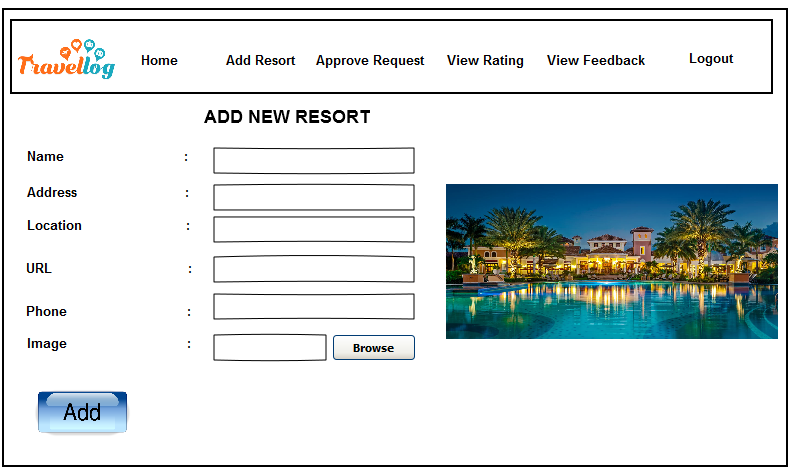 Travellog Home Add Resort Approve Request View Rating View Feedback Logout
ADD NEW RESORT
Name :
Address :
Location :
URL :
Phone :
Image : Browse
Add